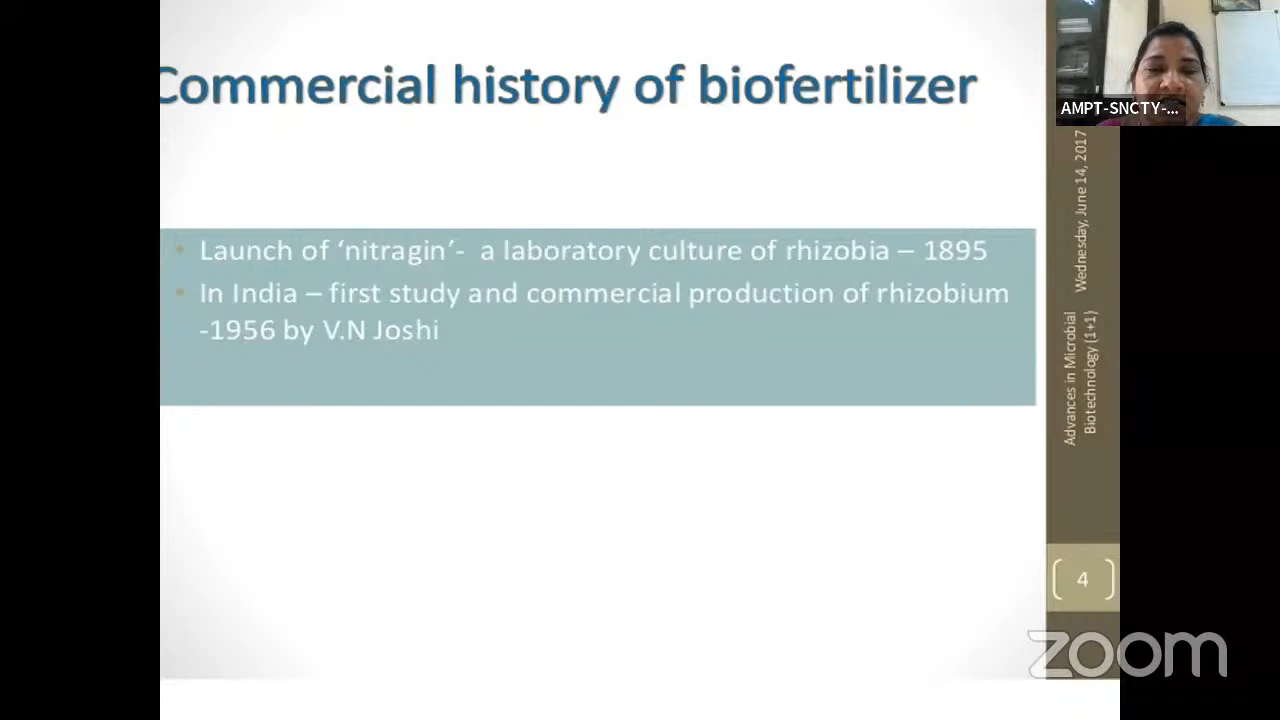 Commercial history of biofertilizer
• Launch of ‘nitragin’- a laboratory culture of rhizobia – 1895
• In India – first study and commercial production of rhizobium
-1956 by V.N Joshi
AMPT-SNCTY-...
Wednesday, June 14, 2017
Advances in Microbial
Biotechnology (1+1)
4
zoom